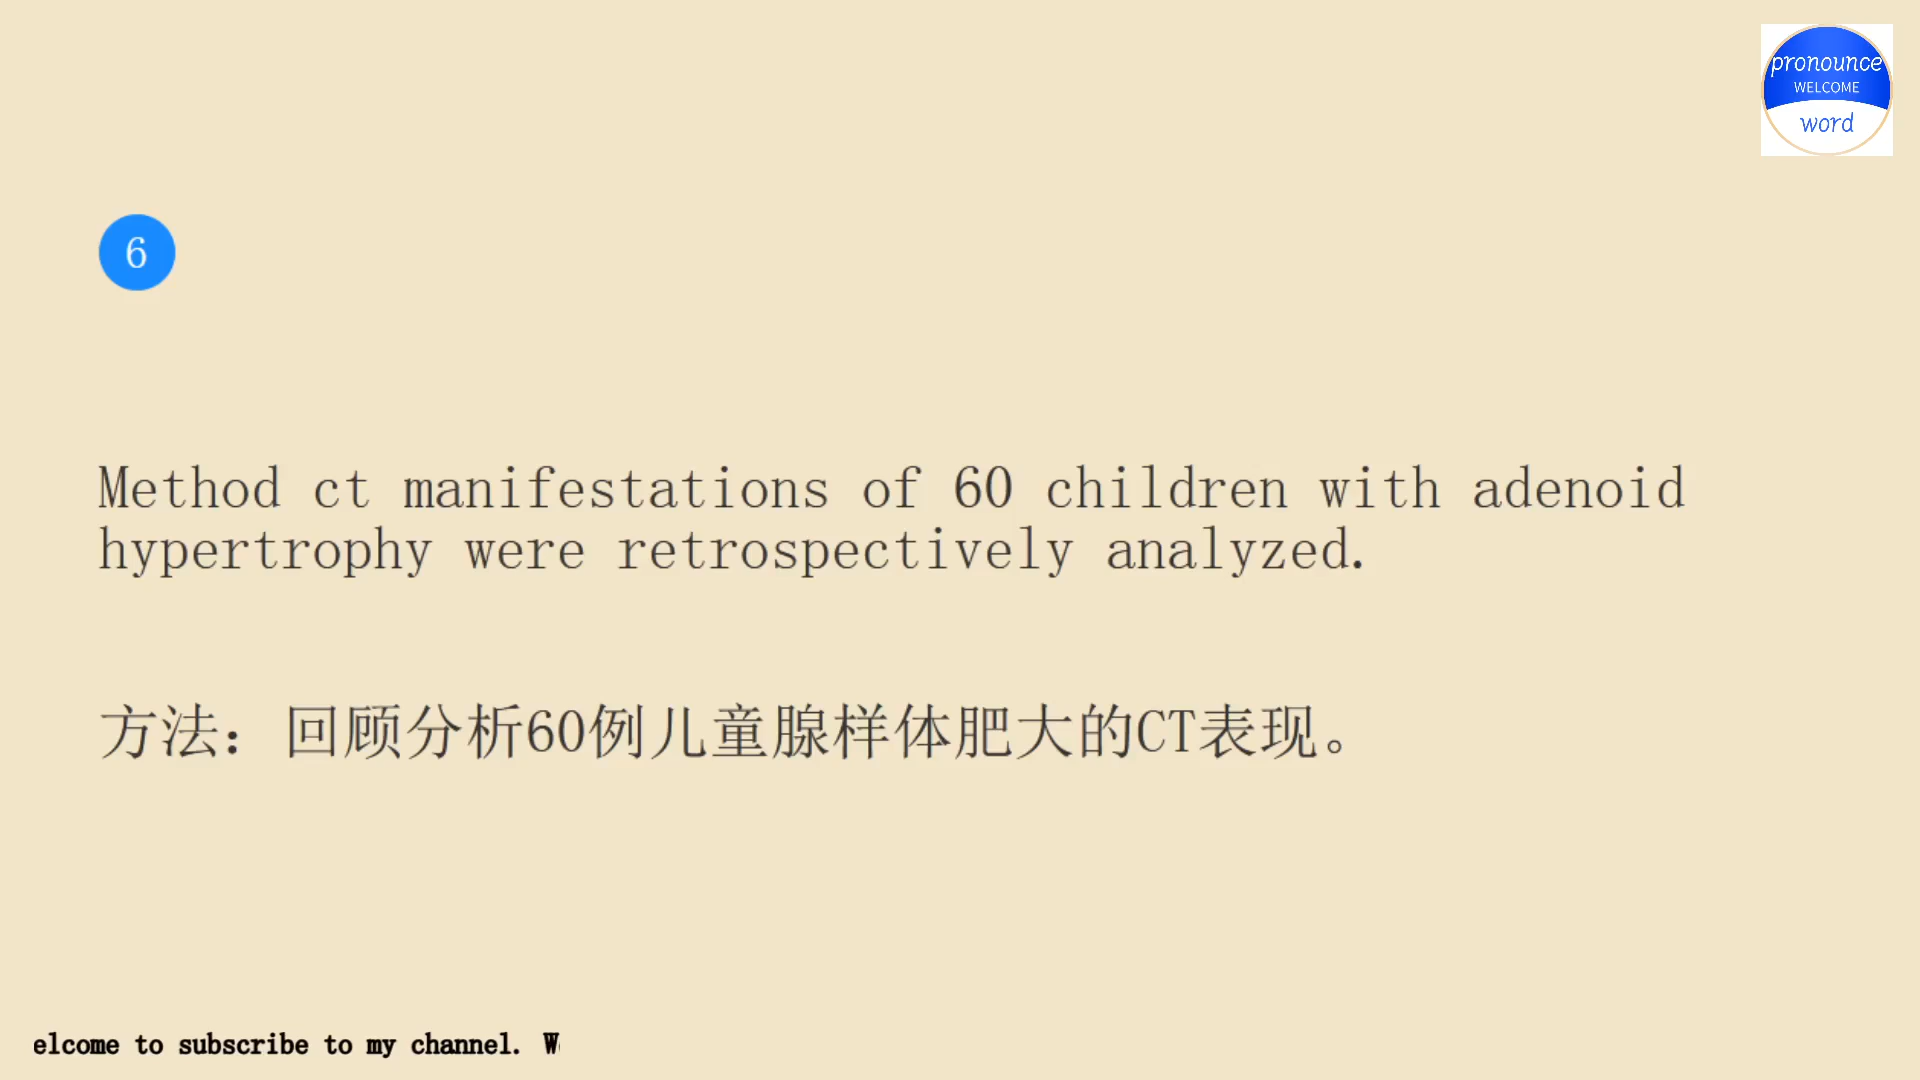 pronounce
WELCOME
word
6
Method ct manifestations of 60 children with adenoid
hypertrophy were retrospectively analyzed.
方法：回顾分析60例儿童腺样体肥大的CT表现。
elcome to subscribe to my channel. W